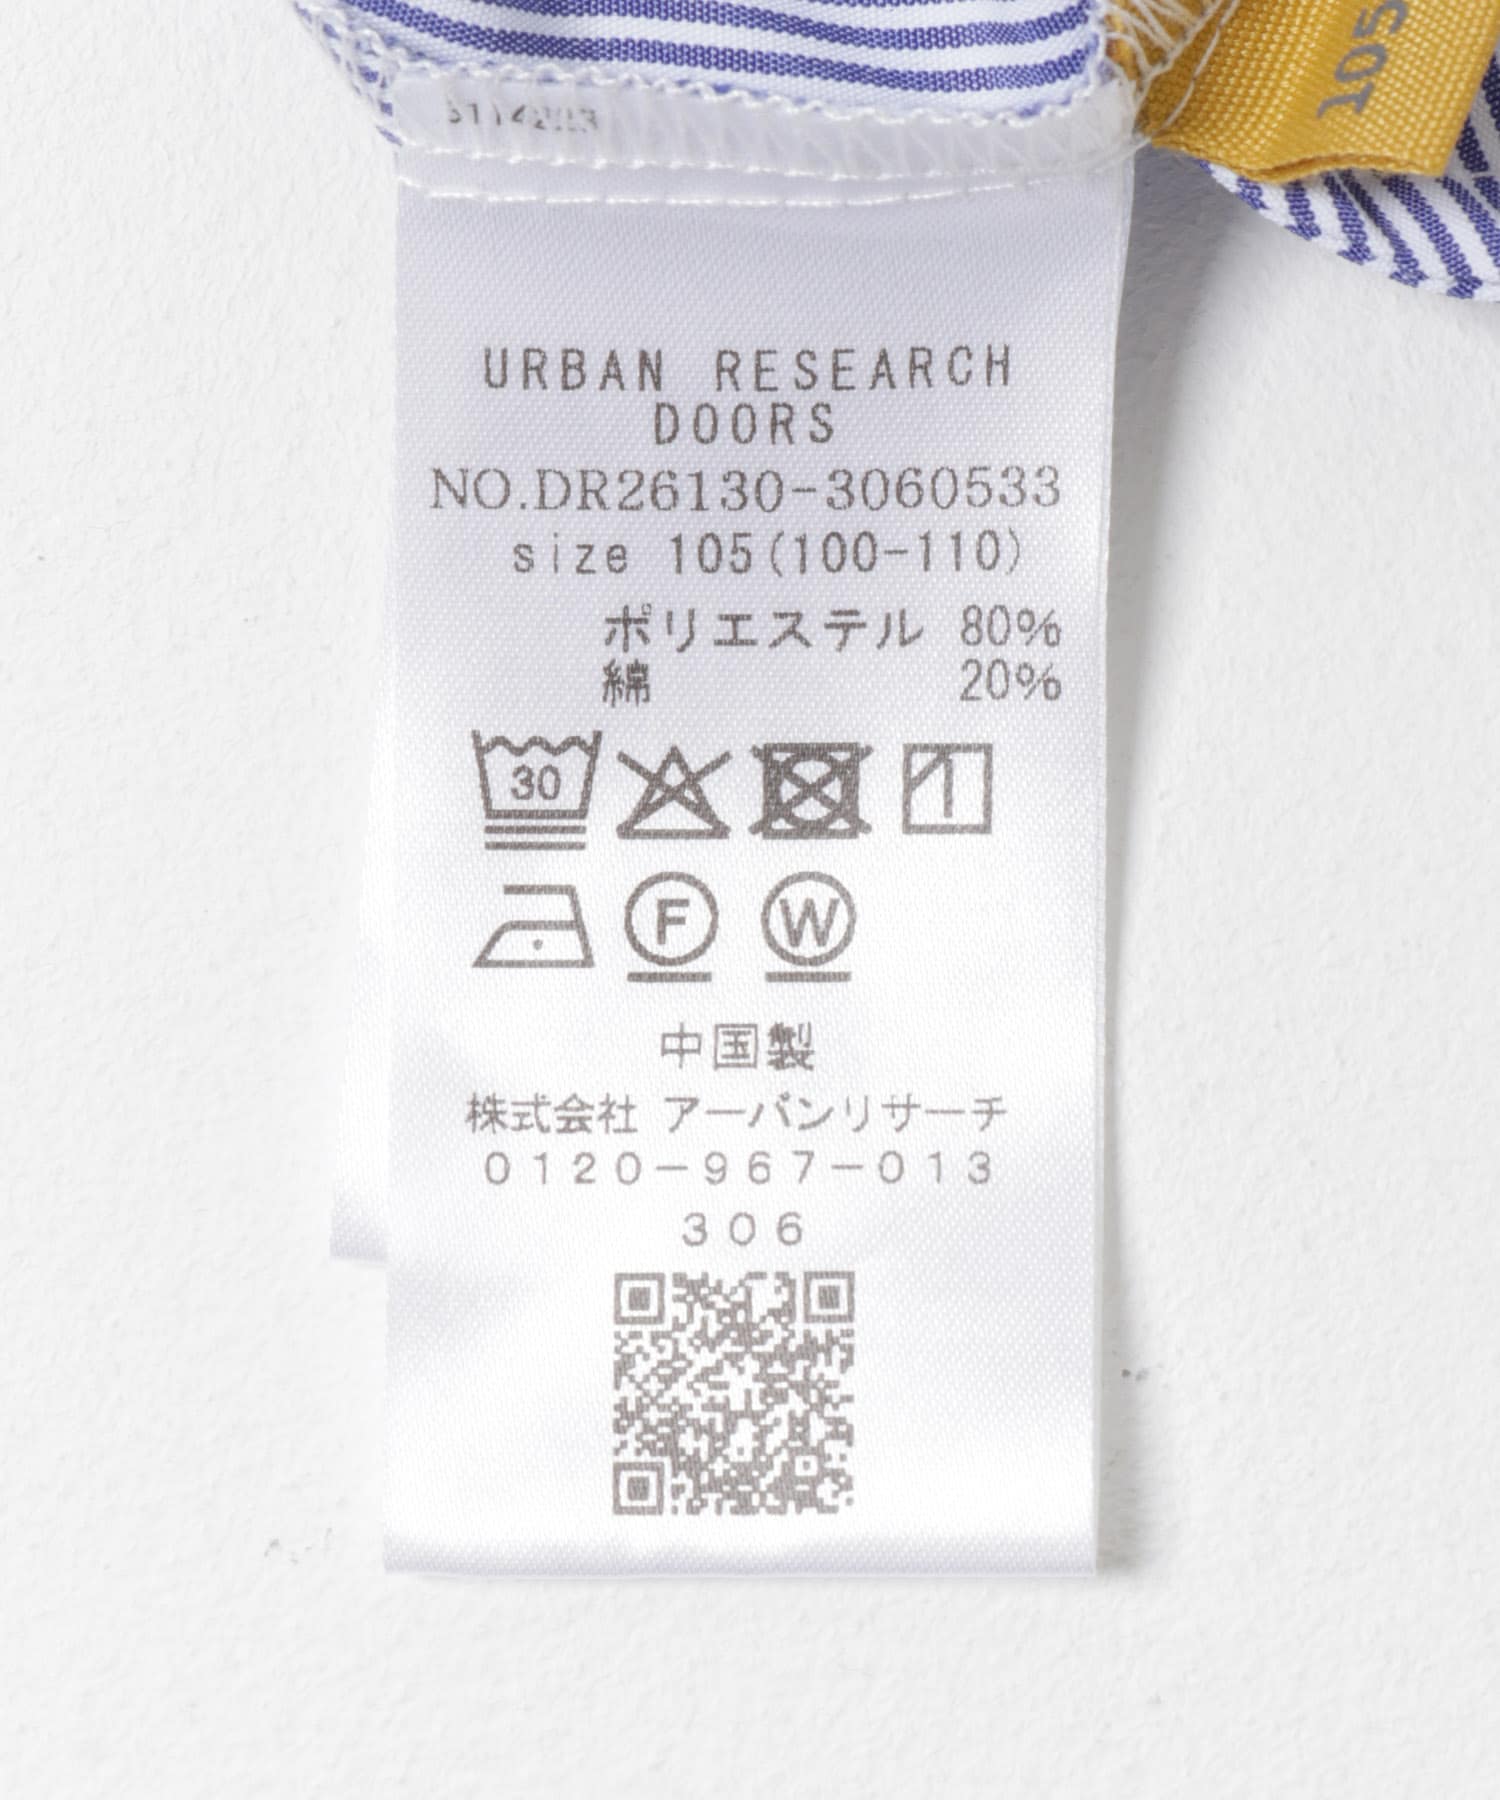 105
URBAN RESEARCH
DOORS
NO.DR26130-3060533
size 105(100-110)
ポリエステル 80%
綿 20%
30
F W
中国製
株式会社 アーバンリサーチ
0120-967-013
306